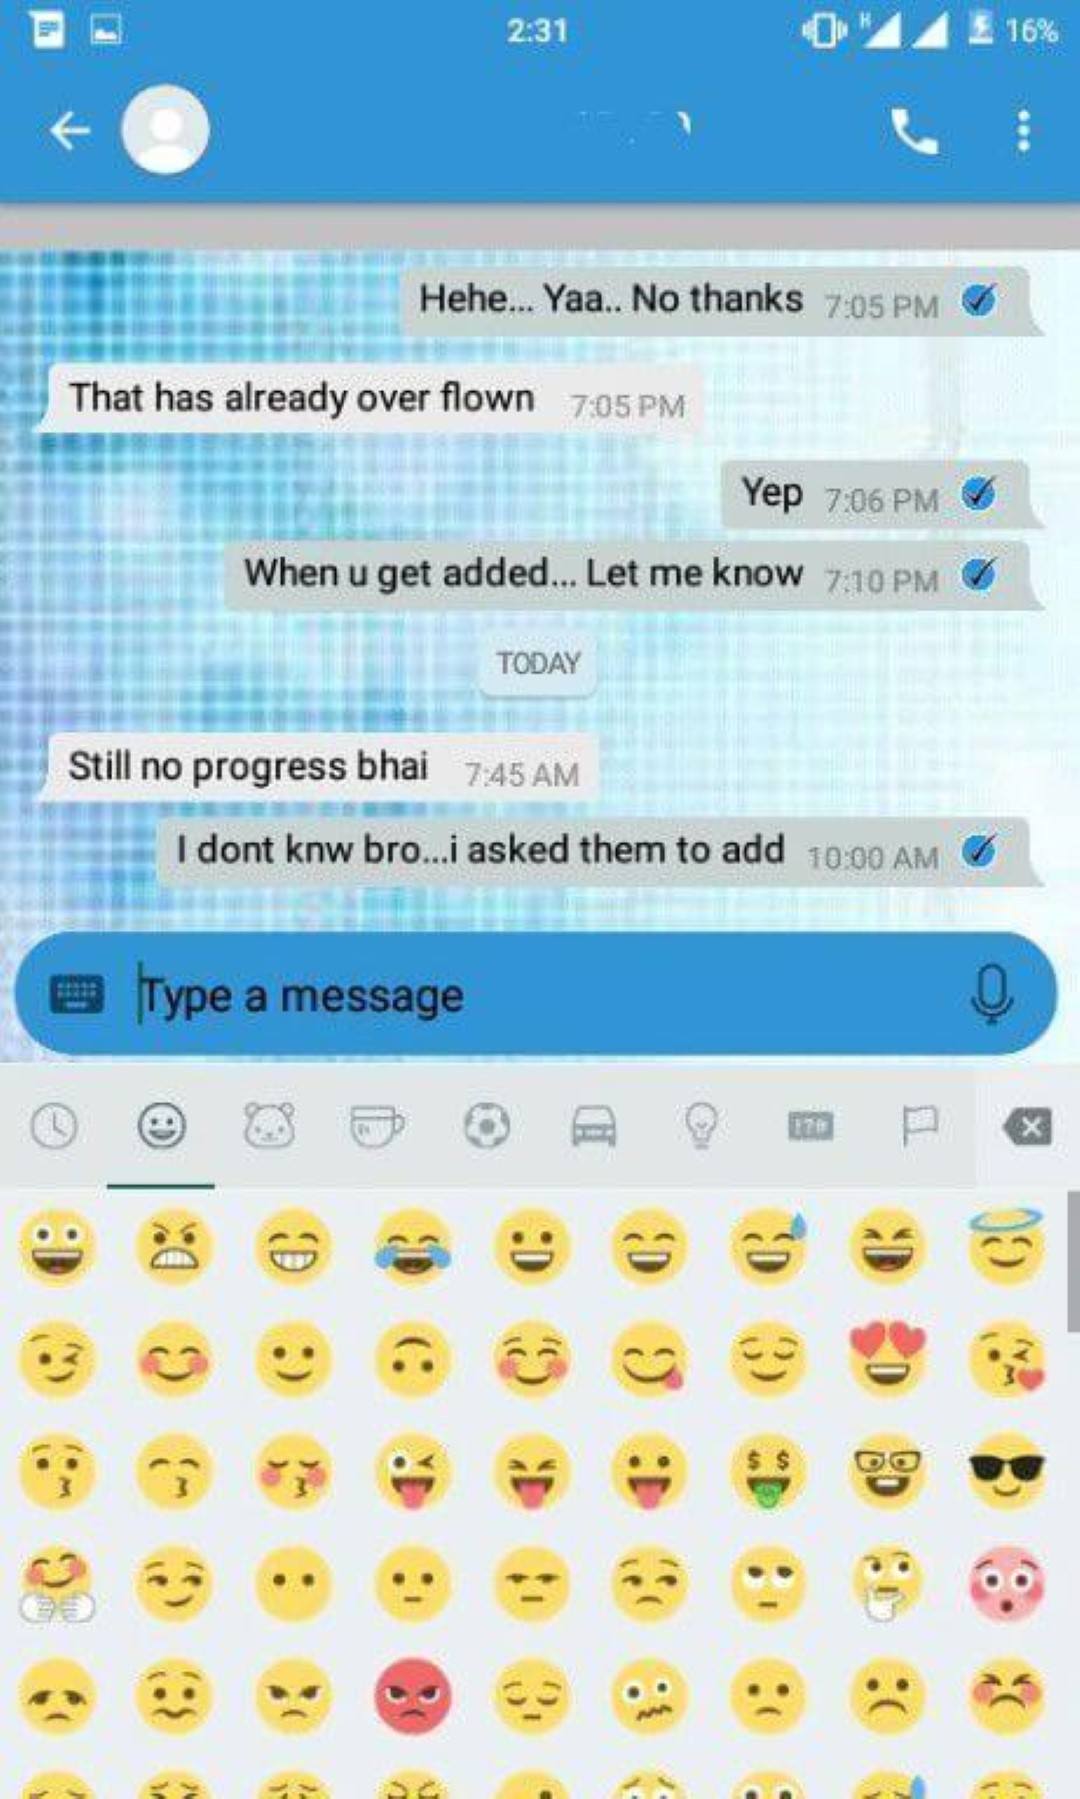 2:31
H
16%
Hehe... Yaa.. No thanks 7:05 PM
That has already over flown 7:05 PM
Yep 7:06 PM
When u get added... Let me know 7:10 PM
TODAY
Still no progress bhai 7:45 AM
I dont knw bro...i asked them to add 10:00 AM
Type a message